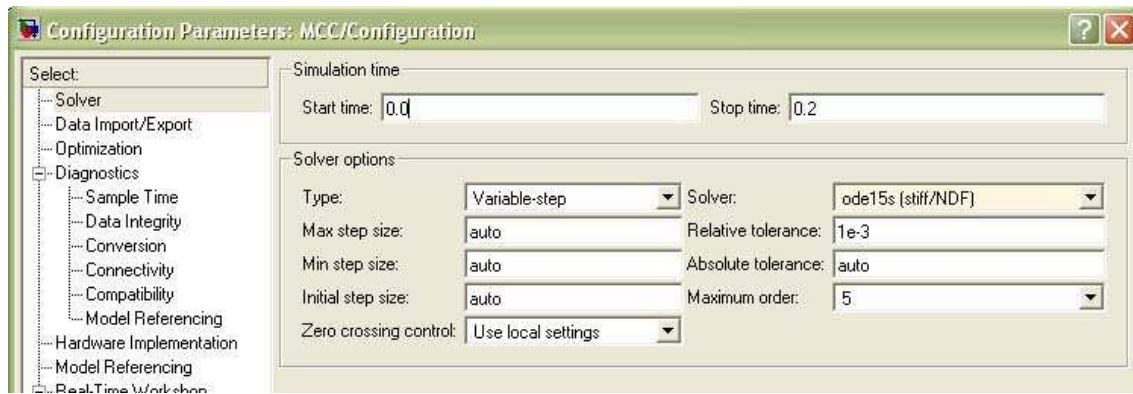 Configuration Parameters: MCC/Configuration
Select:
Solver
Data Import/Export
Optimization
Diagnostics
Sample Time
Data Integrity
Conversion
Connectivity
Compatibility
Model Referencing
Hardware Implementation
Model Referencing
Real-Time Workshop
Simulation time
Start time: 0.0 Stop time: 0.2
Solver options
Type: Variable-step Solver: ode15s (stiff/NDF)
Max step size: auto Relative tolerance: 1e-3
Min step size: auto Absolute tolerance: auto
Initial step size: auto Maximum order: 5
Zero crossing control: Use local settings